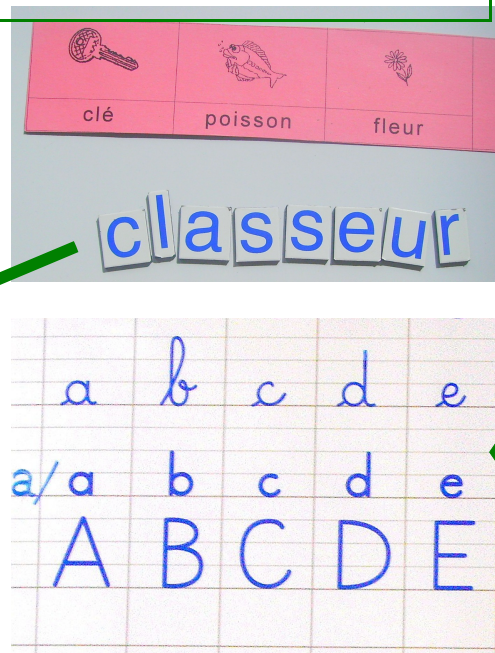 clé poisson fleur
classeur
a b c d e
a/a b c d e
A B C D E